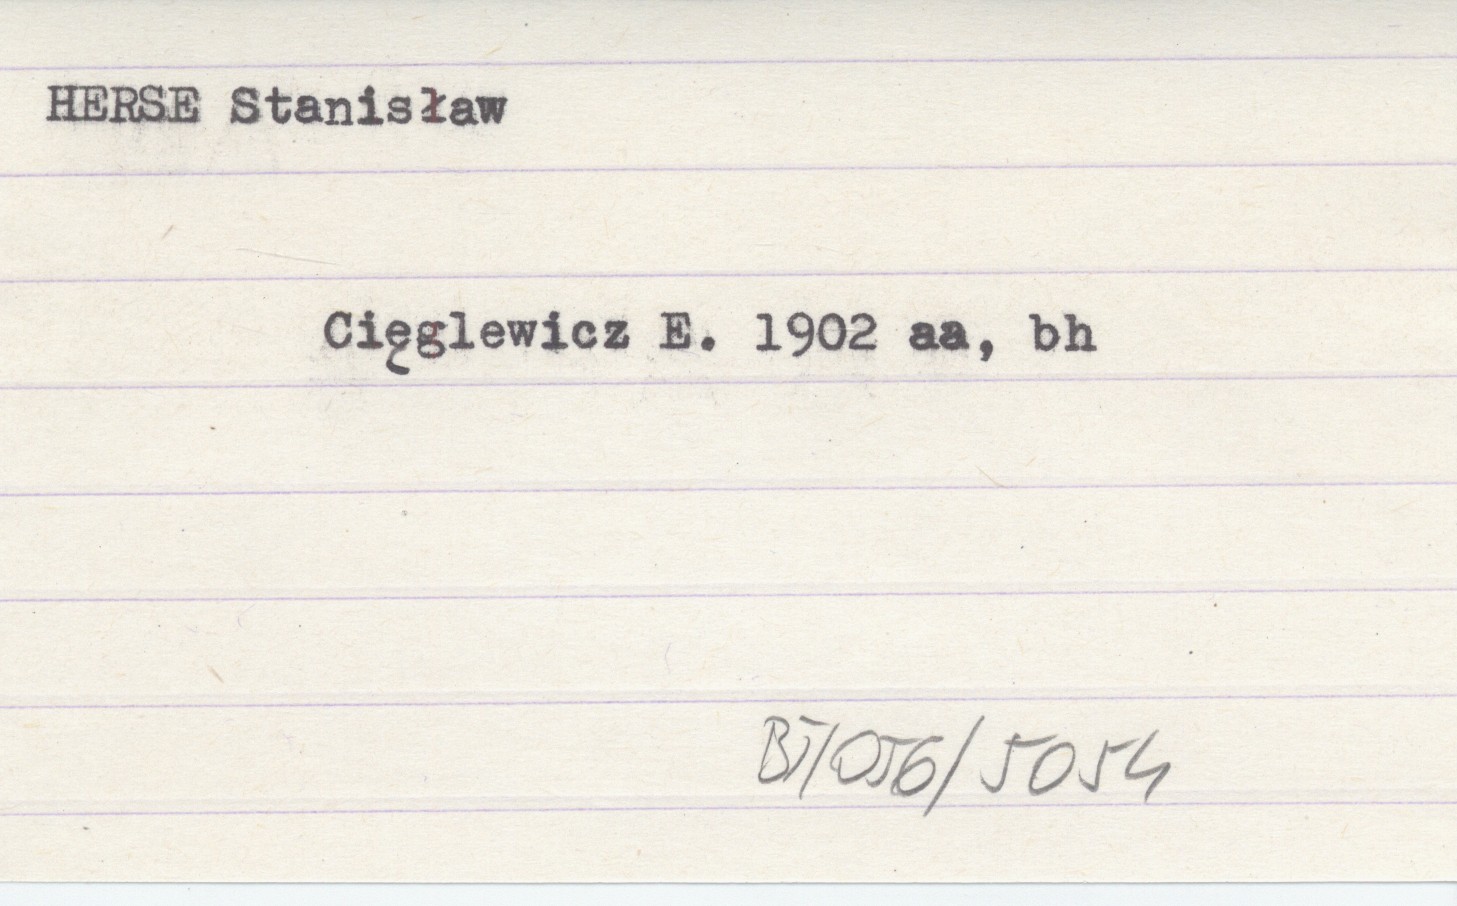 HERSE Stanisław
Cięglewicz E. 1902 aa, bh
BJ/056/5054